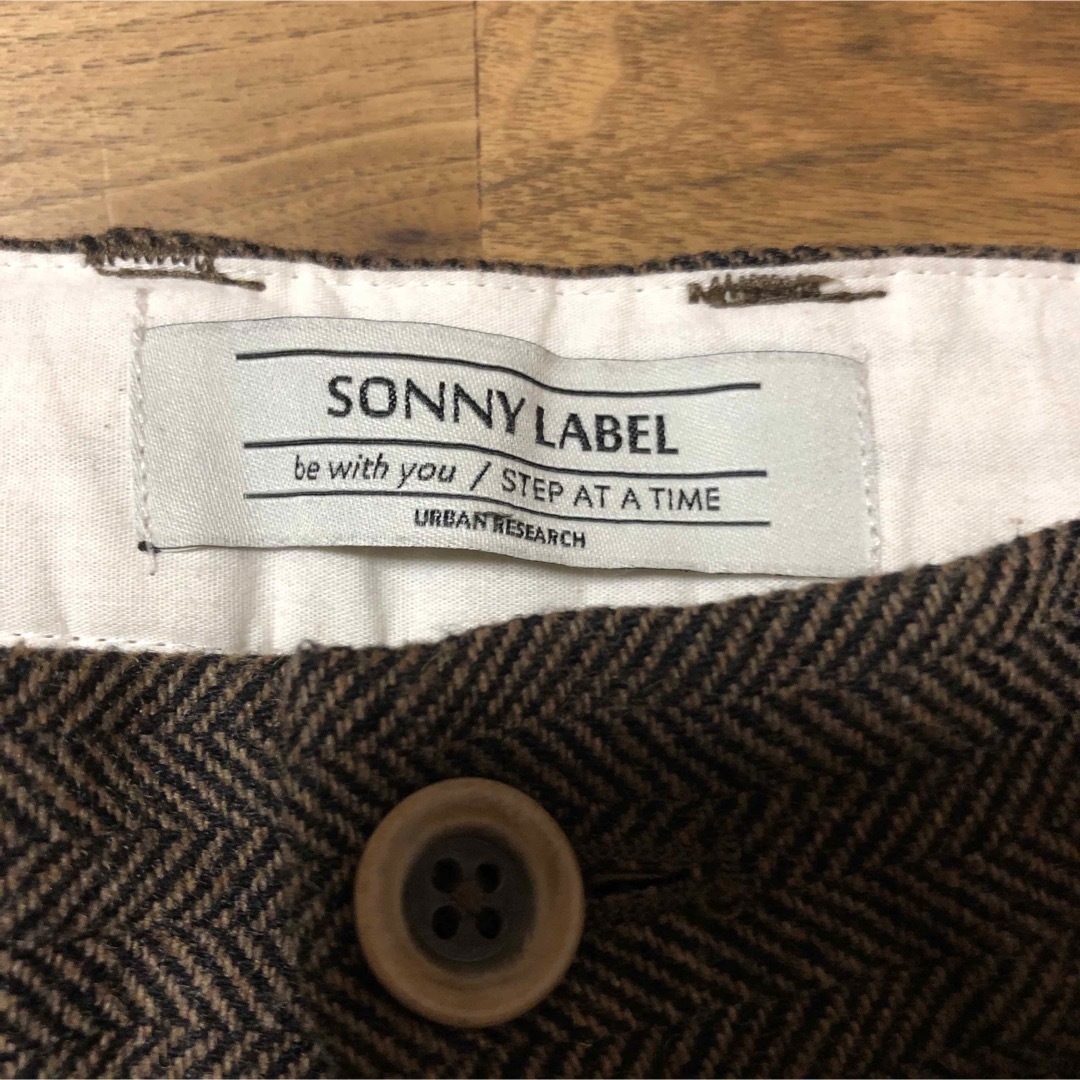 SONNY LABEL
be with you / STEP AT A TIME
URBAN RESEARCH